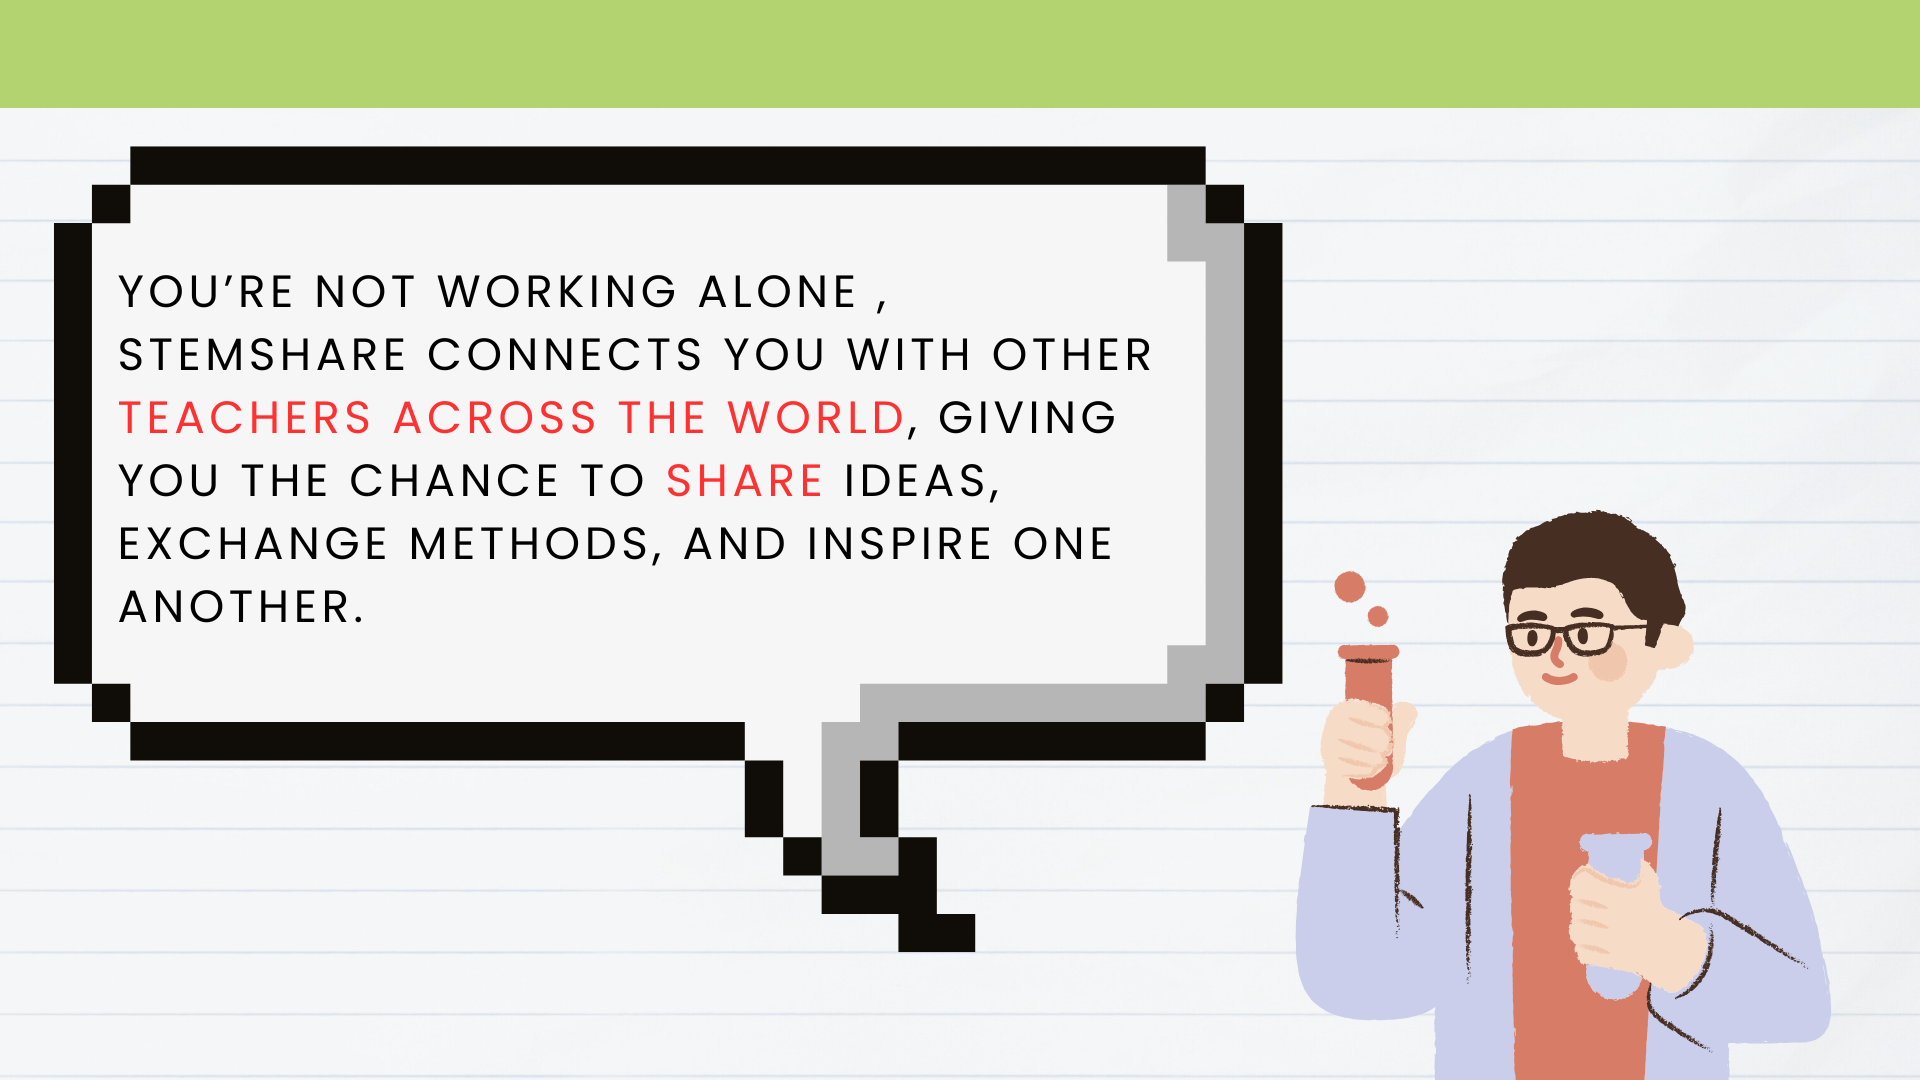 YOU’RE NOT WORKING ALONE ,
STEMSHARE CONNECTS YOU WITH OTHER
TEACHERS ACROSS THE WORLD, GIVING
YOU THE CHANCE TO SHARE IDEAS,
EXCHANGE METHODS, AND INSPIRE ONE
ANOTHER.